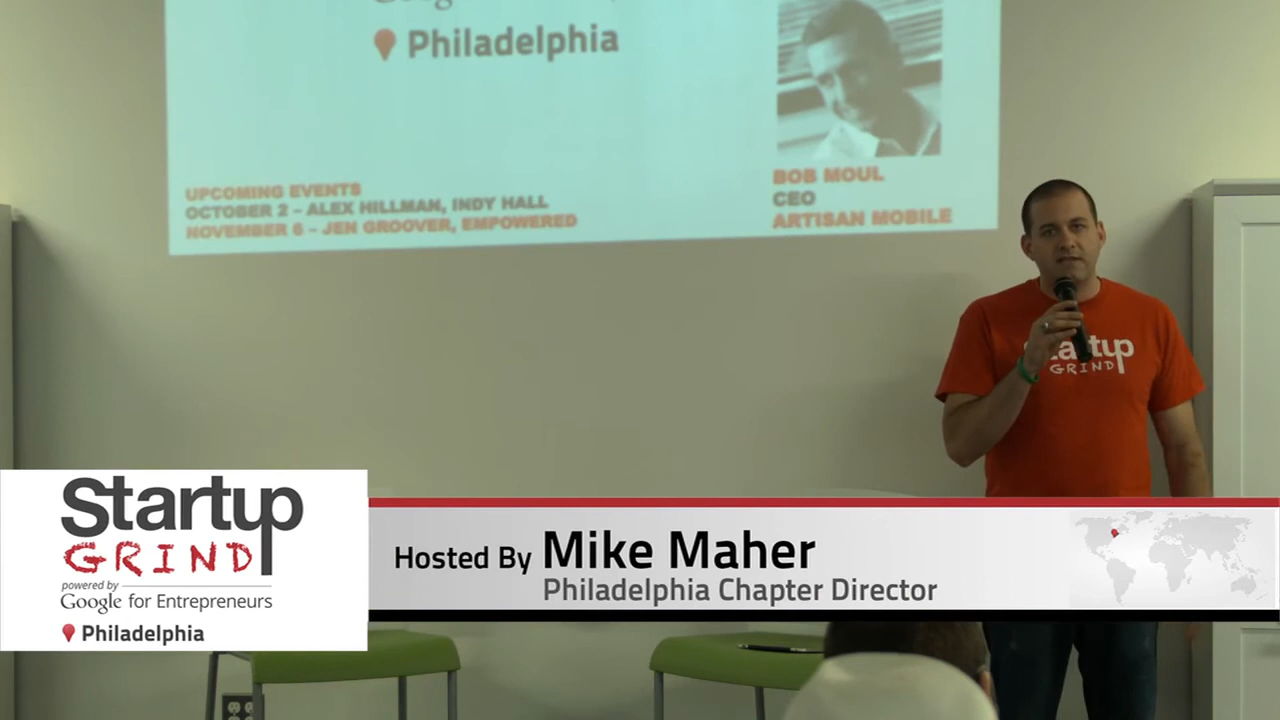 Philadelphia
UPCOMING EVENTS
OCTOBER 2 – ALEX HILLMAN, INDY HALL
NOVEMBER 6 – JEN GROOVER, EMPOWERED
BOB MOUL
CEO
ARTISAN MOBILE
Startup
GRIND
Startup
GRIND
powered by
Google for Entrepreneurs
Philadelphia
Hosted By Mike Maher
Philadelphia Chapter Director